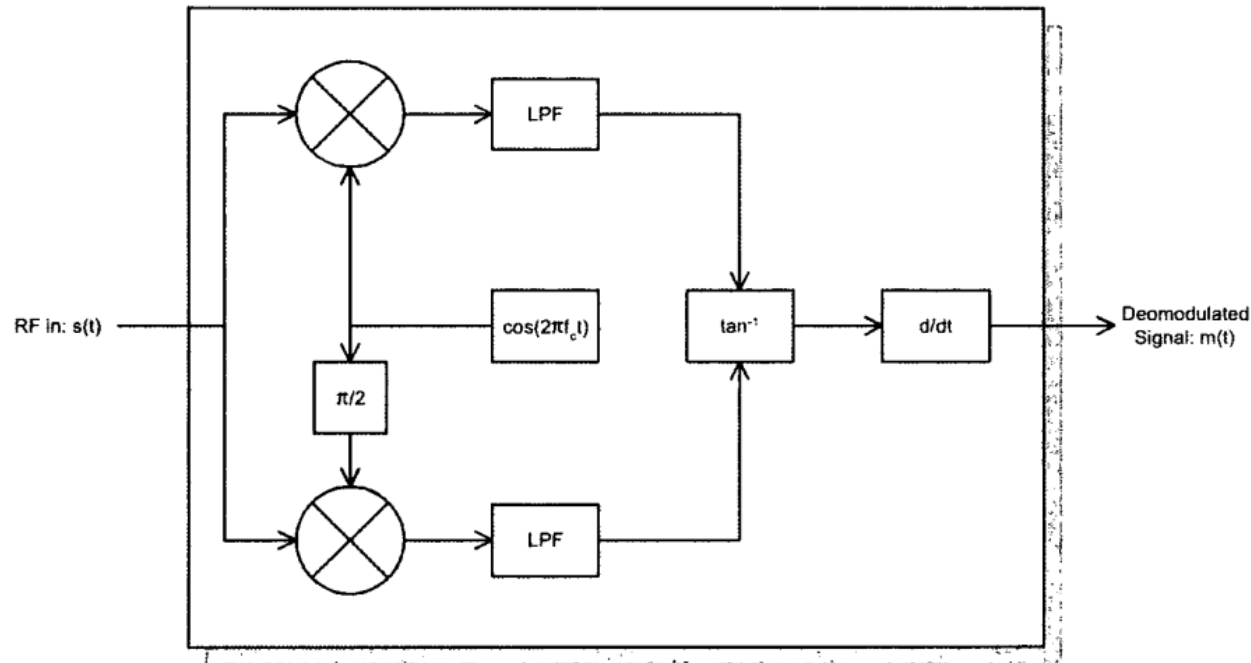 LPF
RF in: s(t)
cos(2πf_ct)
tan⁻¹
d/dt
Deomodulated
Signal: m(t)
π/2
LPF